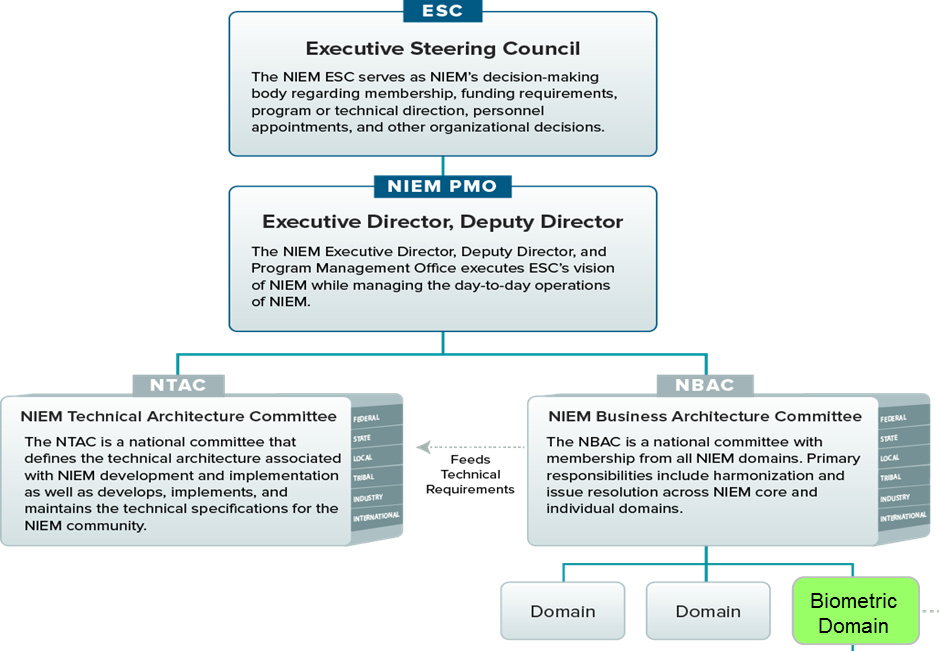 ESC
Executive Steering Council
The NIEM ESC serves as NIEM's decision-making
body regarding membership, funding requirements,
program or technical direction, personnel
appointments, and other organizational decisions.
NIEM PMO
Executive Director, Deputy Director
The NIEM Executive Director, Deputy Director, and
Program Management Office executes ESC's vision
of NIEM while managing the day-to-day operations
of NIEM.
NTAC
NIEM Technical Architecture Committee
The NTAC is a national committee that
defines the technical architecture associated
with NIEM development and implementation
as well as develops, implements, and
maintains the technical specifications for the
NIEM community.
FEDERAL
STATE
LOCAL
TRIBAL
INDUSTRY
INTERNATIONAL
Feeds
Technical
Requirements
NBAC
NIEM Business Architecture Committee
The NBAC is a national committee with
membership from all NIEM domains. Primary
responsibilities include harmonization and
issue resolution across NIEM core and
individual domains.
FEDERAL
STATE
LOCAL
TRIBAL
INDUSTRY
INTERNATIONAL
Domain
Domain
Biometric
Domain